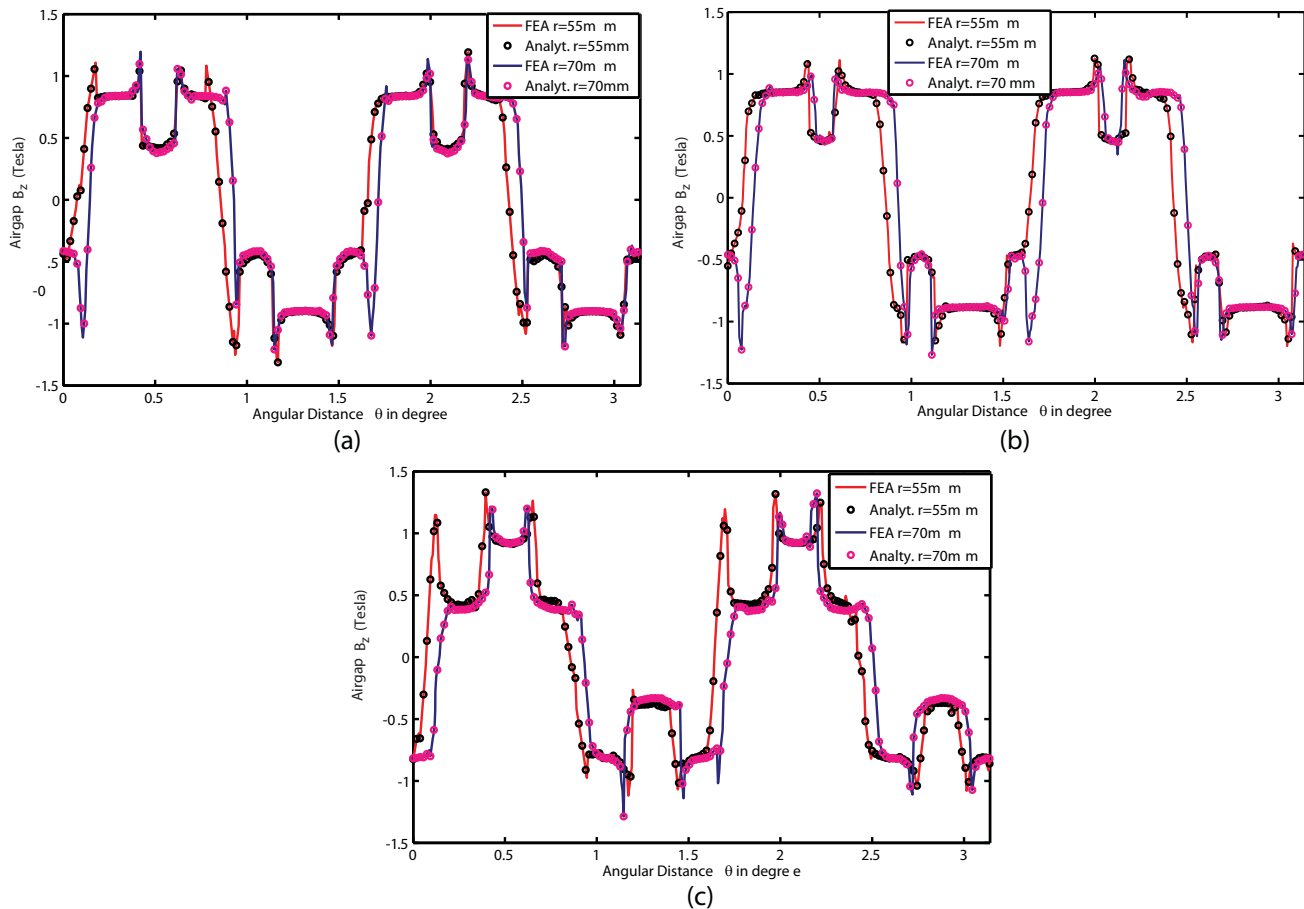 1.5
1
0.5
0
.5
-0
-1
-1.5
Airgap B_z (Tesla)
FEA r=55m m
Analyt. r=55mm
FEA r=70m m
Analyt. r=70mm
0 0.5 1 1.5 2 2.5 3
Angular Distance θ in degree
(a)
1.5
1
0.5
0
-0.5
-1
-1.5
Airgap B_z (Tesla)
FEA r=55m m
Analyt. r=55m m
FEA r=70m m
Analyt. r=70 mm
0 0.5 1 1.5 2 2.5 3
Angular Distance θ in degree
(b)
1.5
1
0.5
0
-0.5
-1
-1.5
Airgap B_z (Tesla)
FEA r=55m m
Analyt. r=55m m
FEA r=70m m
Analty. r=70m m
0 0.5 1 1.5 2 2.5 3
Angular Distance θ in degre e
(c)